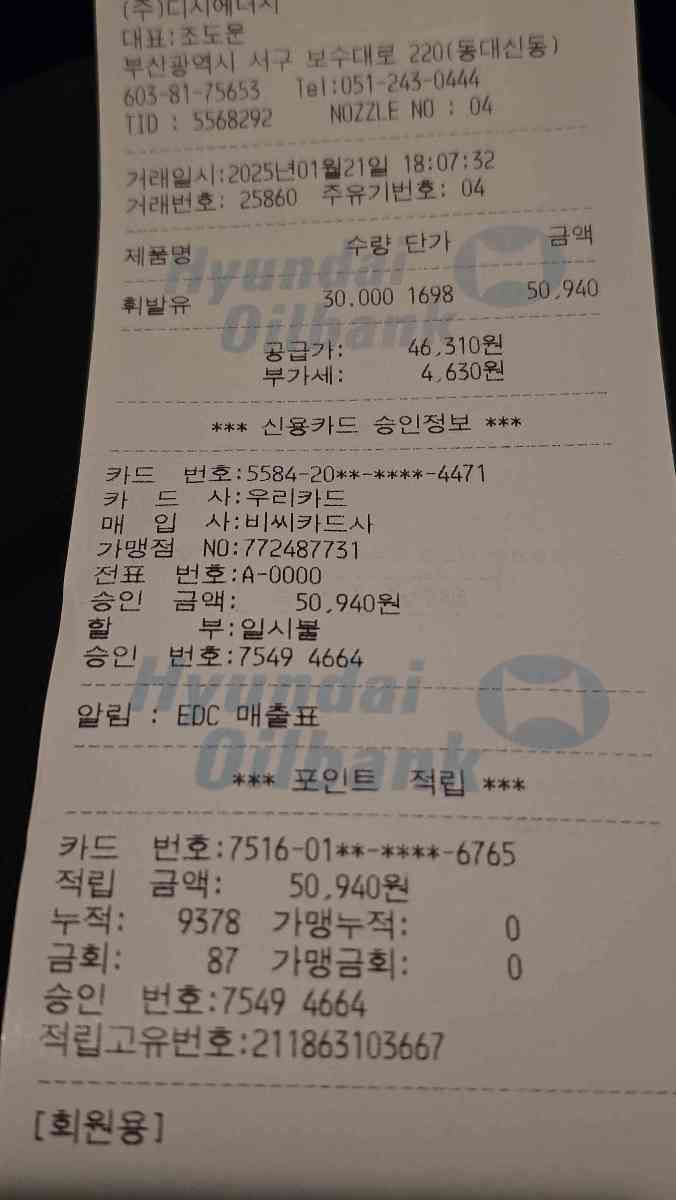 (주)디시에너지
대표:조도문
부산광역시 서구 보수대로 220(동대신동)
603-81-75653 Tel:051-243-0444
TID : 5568292 NOZZLE NO : 04
거래일시:2025년01월21일 18:07:32
거래번호: 25860 주유기번호: 04
제품명 수량 단가 금액
Hyundai Oilbank
휘발유 30.000 1698 50,940
공급가: 46,310원
부가세: 4,630원
*** 신용카드 승인정보 ***
카드 번호:5584-20**-****-4471
카 드 사:우리카드
매 입 사:비씨카드사
가맹점 NO:772487731
전표 번호:A-0000
승인 금액: 50,940원
할 부:일시불
승인 번호:7549 4664
Hyundai Oilbank
알림 : EDC 매출표
*** 포인트 적립 ***
카드 번호:7516-01**-****-6765
적립 금액: 50,940원
누적: 9378 가맹누적: 0
금회: 87 가맹금회: 0
승인 번호:7549 4664
적립고유번호:211863103667
[회원용]